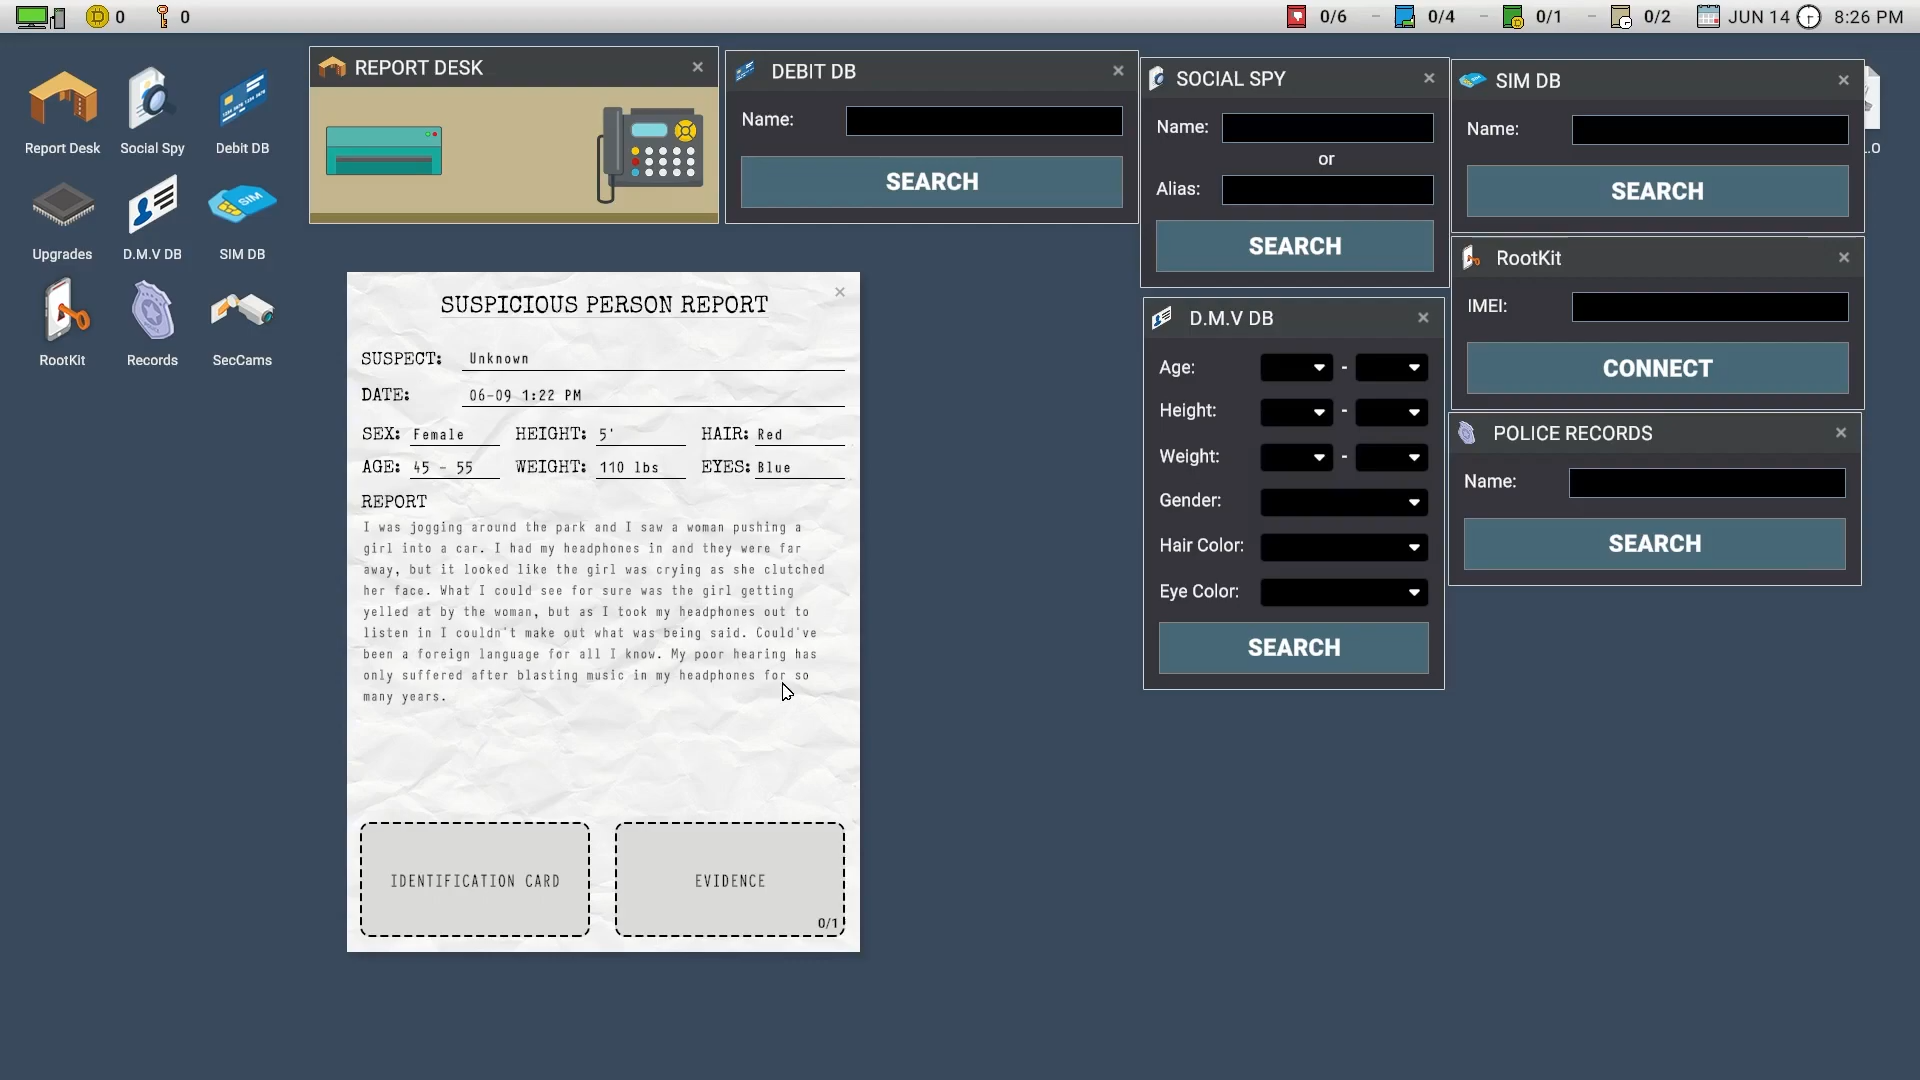 0
0
0/6
0/4
0/1
0/2
JUN 14
8:26 PM
Report Desk
Social Spy
Debit DB
Upgrades
D.M.V DB
SIM DB
RootKit
Records
SecCams
REPORT DESK
DEBIT DB
Name:
SEARCH
SOCIAL SPY
Name:
or
Alias:
SEARCH
SIM DB
Name:
SEARCH
RootKit
IMEI:
CONNECT
D.M.V DB
Age:
-
Height:
-
Weight:
-
Gender:
Hair Color:
Eye Color:
SEARCH
POLICE RECORDS
Name:
SEARCH
SUSPICIOUS PERSON REPORT
SUSPECT: Unknown
DATE: 06-09 1:22 PM
SEX: Female HEIGHT: 5' HAIR: Red
AGE: 45 - 55 WEIGHT: 110 lbs EYES: Blue
REPORT
I was jogging around the park and I saw a woman pushing a
girl into a car. I had my headphones in and they were far
away, but it looked like the girl was crying as she clutched
her face. What I could see for sure was the girl getting
yelled at by the woman, but as I took my headphones out to
listen in I couldn't make out what was being said. Could've
been a foreign language for all I know. My poor hearing has
only suffered after blasting music in my headphones for so
many years.
IDENTIFICATION CARD
EVIDENCE
0/1